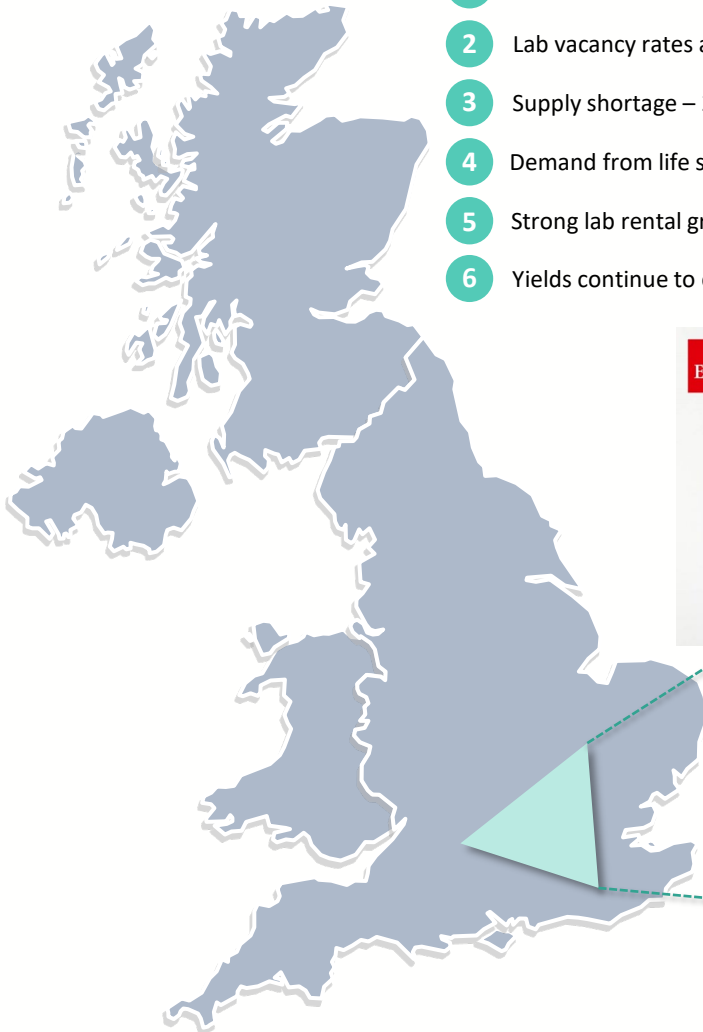 2 Lab vacancy rates
3 Supply shortage –
4 Demand from life
5 Strong lab rental
6 Yields continue to
B